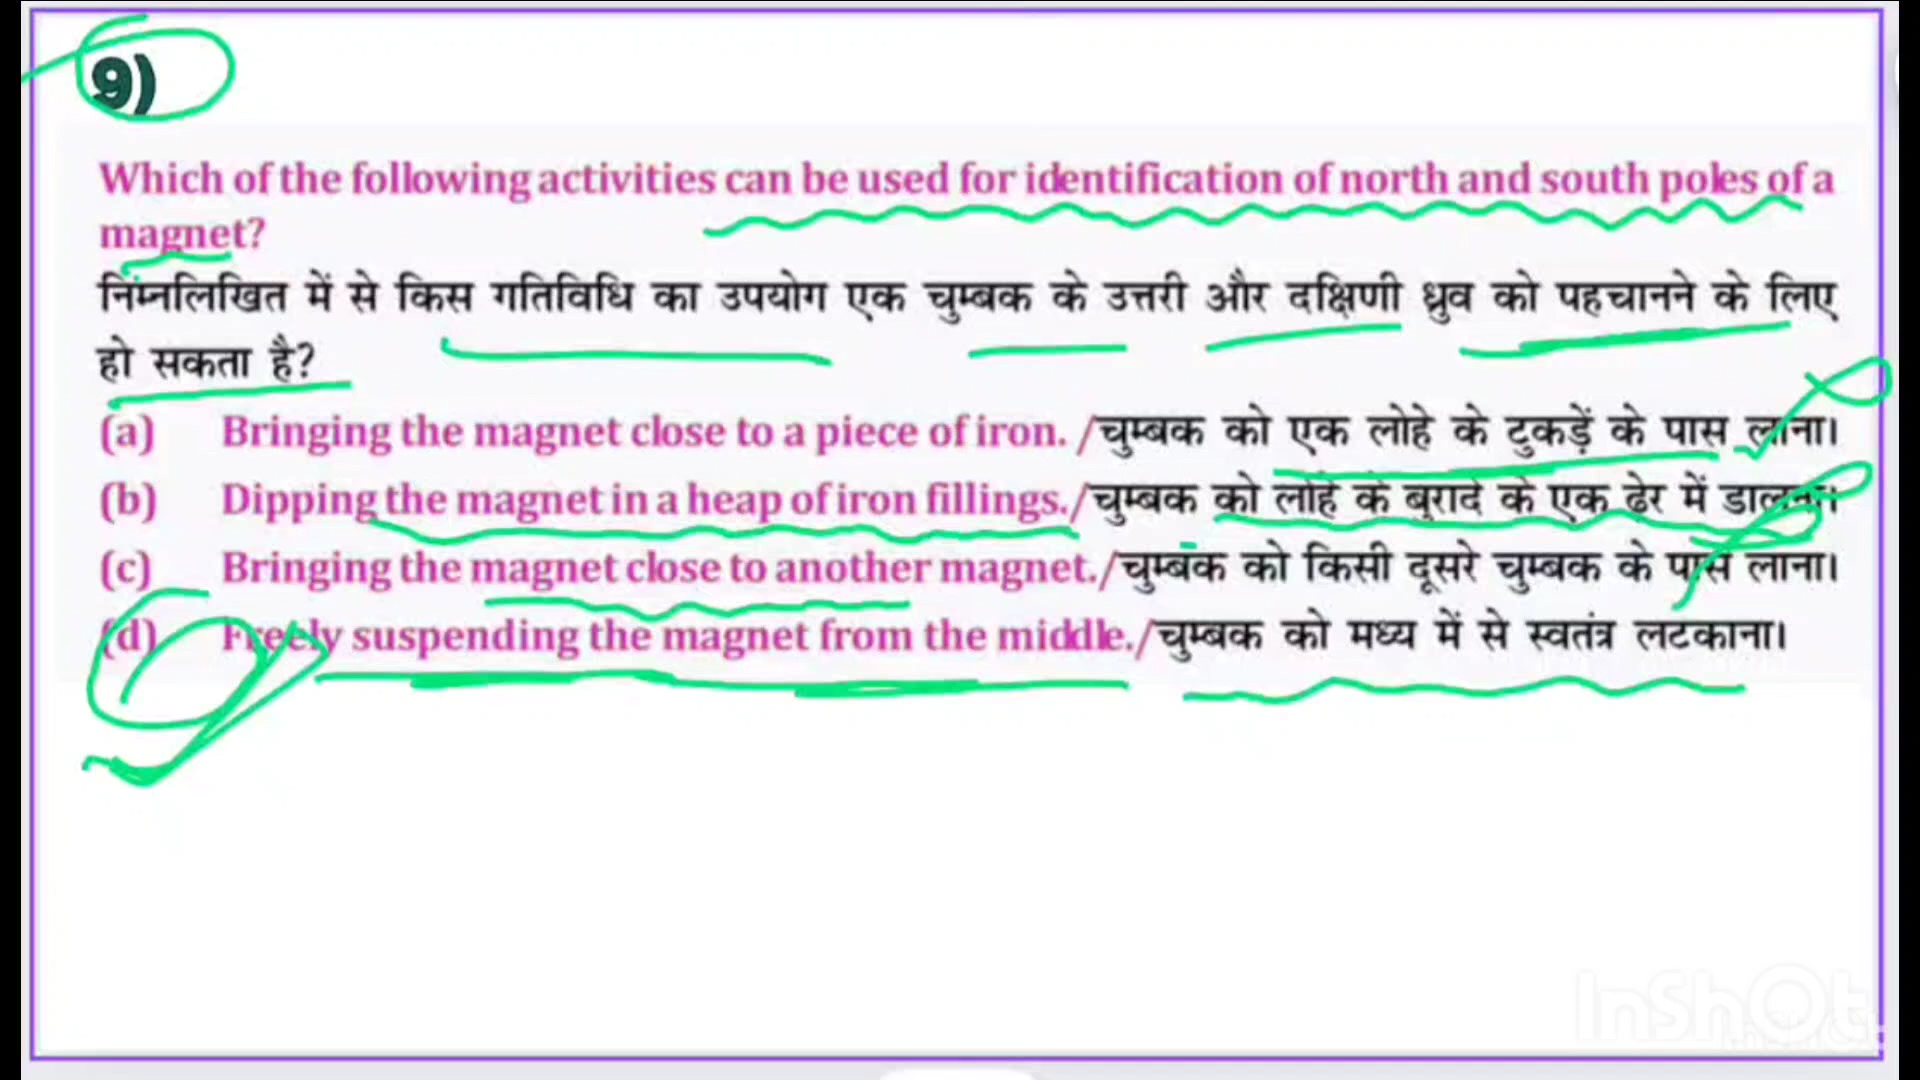 9)
Which of the following activities can be used for identification of north and south poles of a
magnet?
निम्नलिखित में से किस गतिविधि का उपयोग एक चुम्बक के उत्तरी और दक्षिणी ध्रुव को पहचानने के लिए
हो सकता है?
(a) Bringing the magnet close to a piece of iron. /चुम्बक को एक लोहे के टुकड़ें के पास लाना।
(b) Dipping the magnet in a heap of iron fillings./चुम्बक को लोहे के बुरादे के एक ढ़ेर में डालना।
(c) Bringing the magnet close to another magnet./चुम्बक को किसी दूसरे चुम्बक के पास लाना।
(d) Freely suspending the magnet from the middle./चुम्बक को मध्य में से स्वतंत्र लटकाना।
InShOt